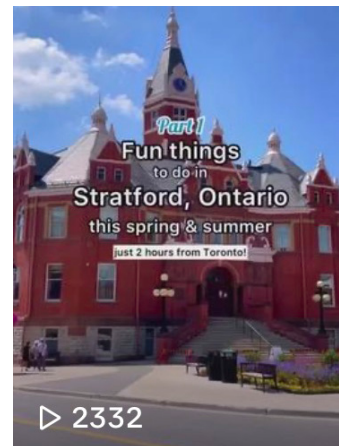 Part 1
Fun things
to do in
Stratford, Ontario
this spring & summer
just 2 hours from Toronto!
2332